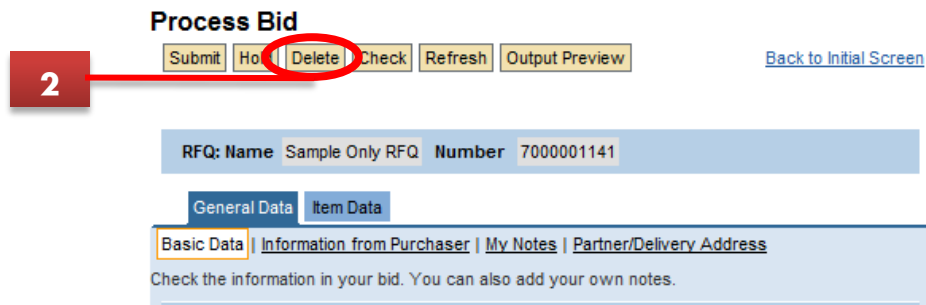 Process Bid
Submit Hold Delete Check Refresh Output Preview Back to Initial Screen
2
RFQ: Name Sample Only RFQ Number 7000001141
General Data Item Data
Basic Data | Information from Purchaser | My Notes | Partner/Delivery Address
Check the information in your bid. You can also add your own notes.